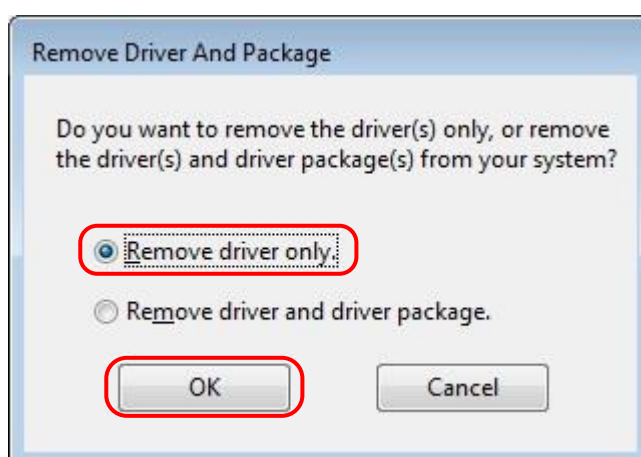 Remove Driver And Package
Do you want to remove the driver(s) only, or remove
the driver(s) and driver package(s) from your system?
Remove driver only.
Remove driver and driver package.
OK Cancel